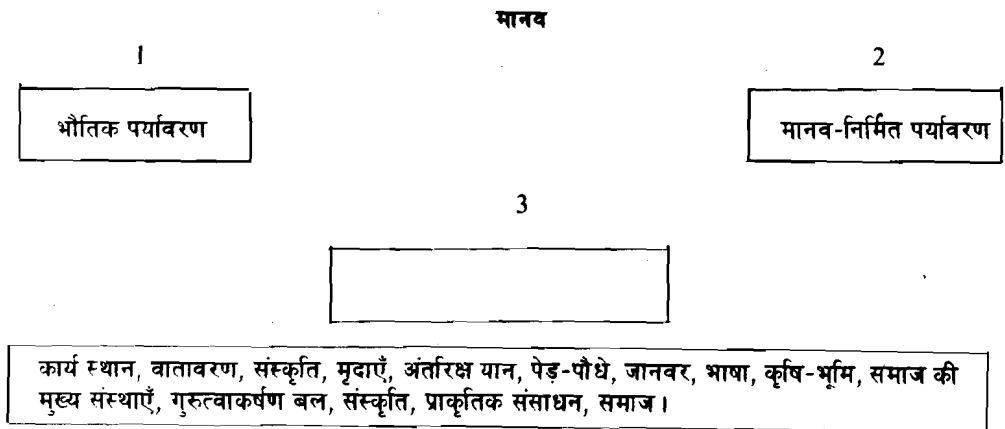 मानव
1 2
भौतिक पर्यावरण मानव-निर्मित पर्यावरण
3
कार्य स्थान, वातावरण, संस्कृति, मृदाएँ, अंतरिक्ष यान, पेड़-पौधे, जानवर, भाषा, कृषि-भूमि, समाज की
मुख्य संस्थाएँ, गुरुत्वाकर्षण बल, संस्कृति, प्राकृतिक संसाधन, समाज।